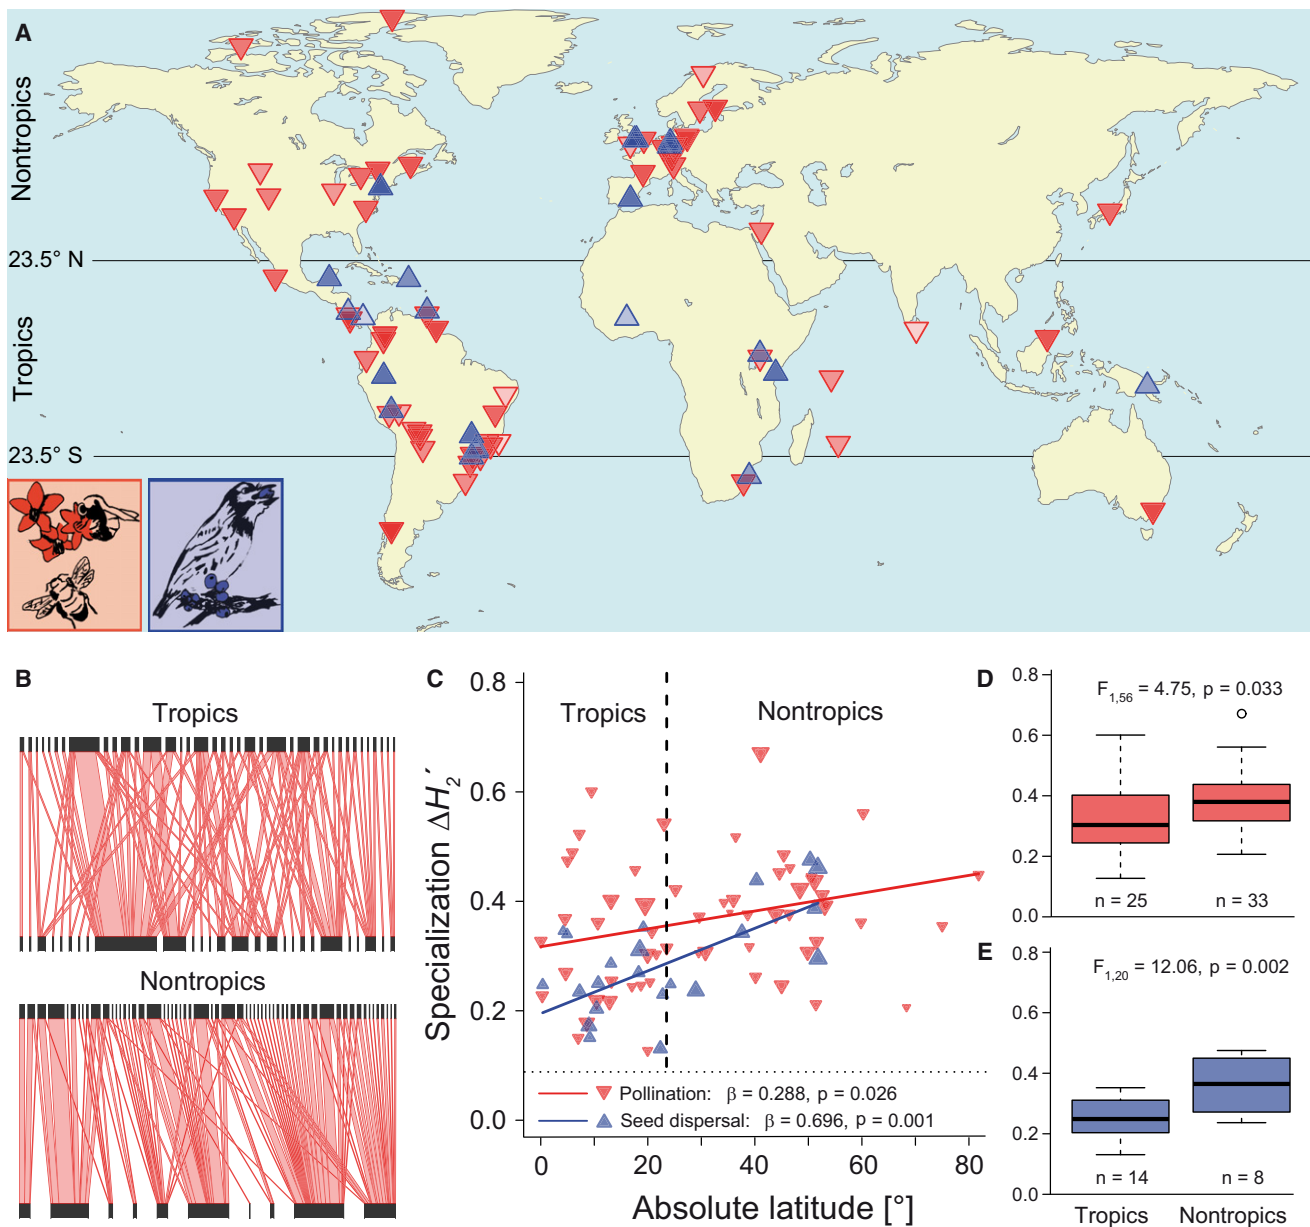 A
Nontropics
23.5° N
Tropics
23.5° S
B
Tropics
Nontropics
C
0.8
0.6
0.4
0.2
0.0
Specialization ΔH₂′
Tropics
Nontropics
Pollination: β = 0.288, p = 0.026
Seed dispersal: β = 0.696, p = 0.001
0 20 40 60 80
Absolute latitude [°]
D
0.8
0.6
0.4
0.2
0.0
F₁,₅₆ = 4.75, p = 0.033
n = 25 n = 33
E
0.8
0.6
0.4
0.2
0.0
F₁,₂₀ = 12.06, p = 0.002
n = 14 n = 8
Tropics Nontropics